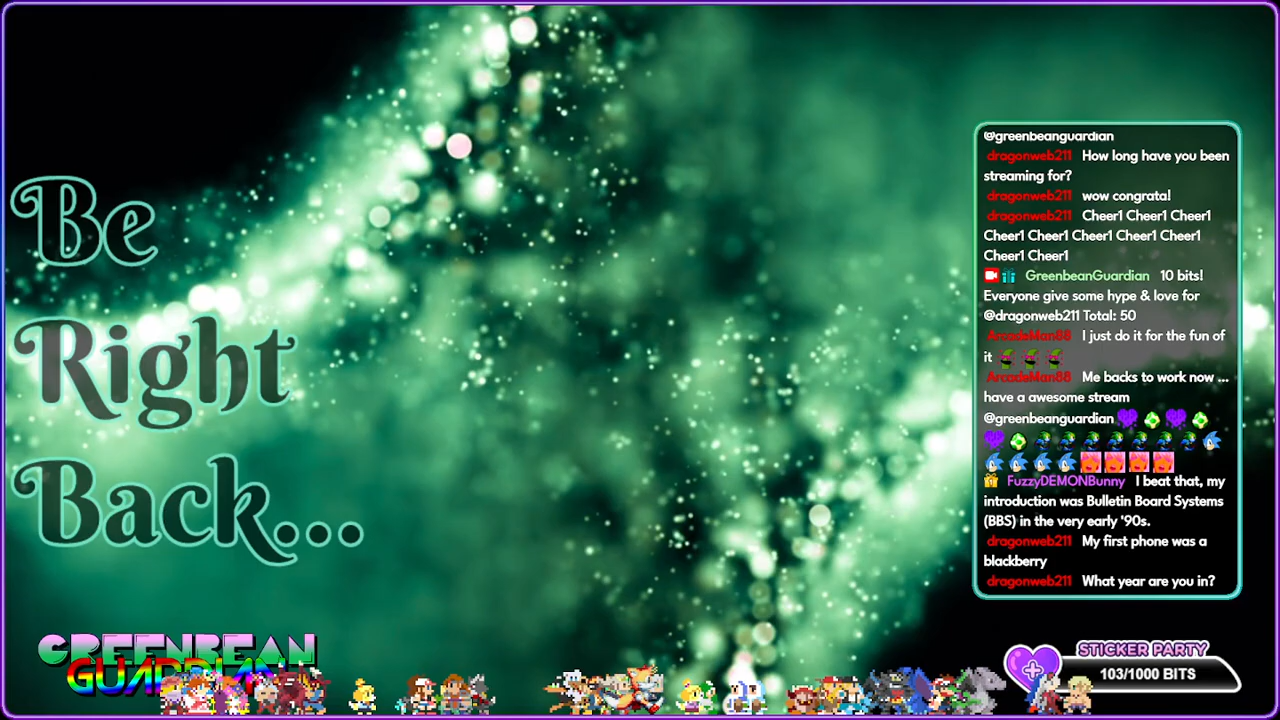 Be
Right
Back...
@greenbeanguardian
dragonweb211 How long have you been
streaming for?
dragonweb211 wow congrata!
dragonweb211 Cheer1 Cheer1 Cheer1
Cheer1 Cheer1 Cheer1 Cheer1 Cheer1
Cheer1 Cheer1
GreenbeanGuardian 10 bits!
Everyone give some hype & love for
@dragonweb211 Total: 50
ArcadeMan88 I just do it for the fun of
it
ArcadeMan88 Me backs to work now ...
have a awesome stream
@greenbeanguardian
FuzzyDEMONBunny I beat that, my
introduction was Bulletin Board Systems
(BBS) in the very early '90s.
dragonweb211 My first phone was a
blackberry
dragonweb211 What year are you in?
GREENBEAN
GUARDIAN
STICKER PARTY
103/1000 BITS